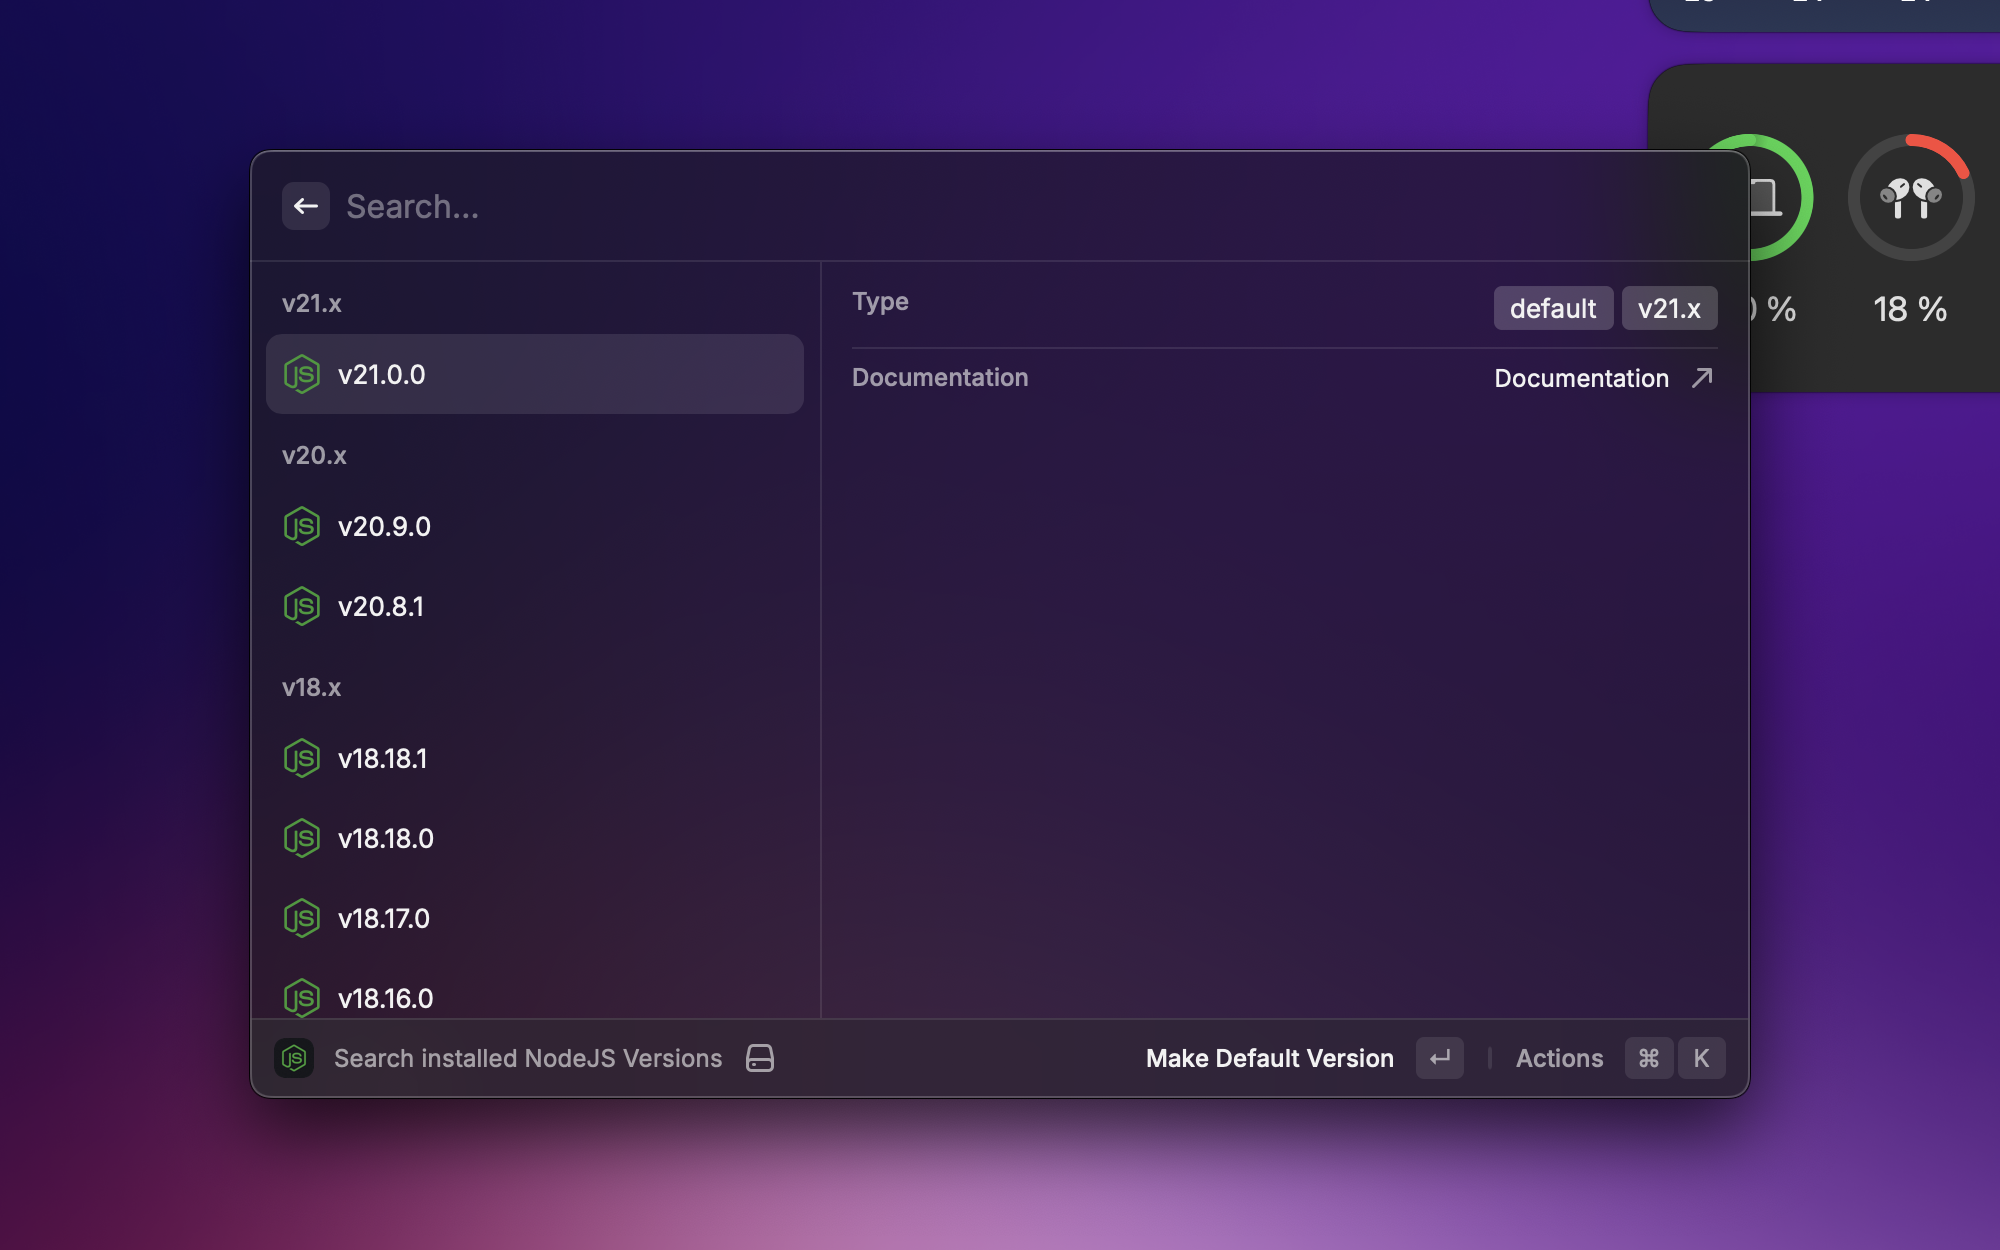 Search...
v21.x
v21.0.0
v20.x
v20.9.0
v20.8.1
v18.x
v18.18.1
v18.18.0
v18.17.0
v18.16.0
Type
default v21.x
Documentation
Documentation
Search installed NodeJS Versions
Make Default Version
Actions ⌘ K
%
18 %